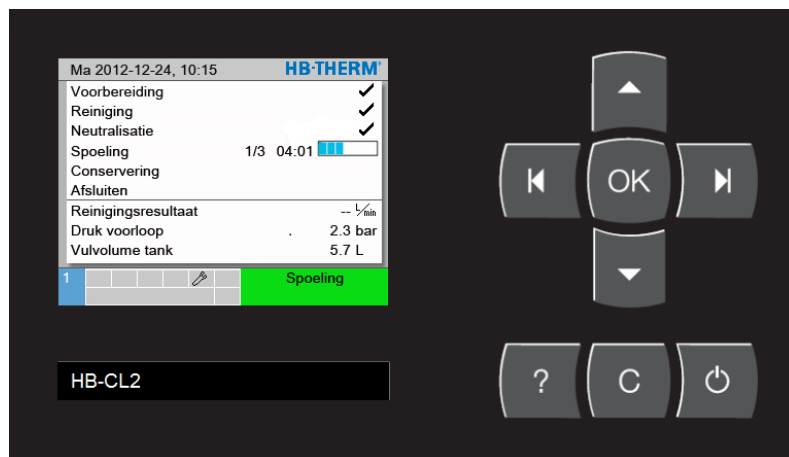 Ma 2012-12-24, 10:15 HB-THERM®
Voorbereiding ✓
Reiniging ✓
Neutralisatie ✓
Spoeling 1/3 04:01
Conservering
Afsluiten
Reinigingsresultaat -- L/min
Druk voorloop . 2.3 bar
Vulvolume tank 5.7 L
1 Spoeling
HB-CL2
OK
? C